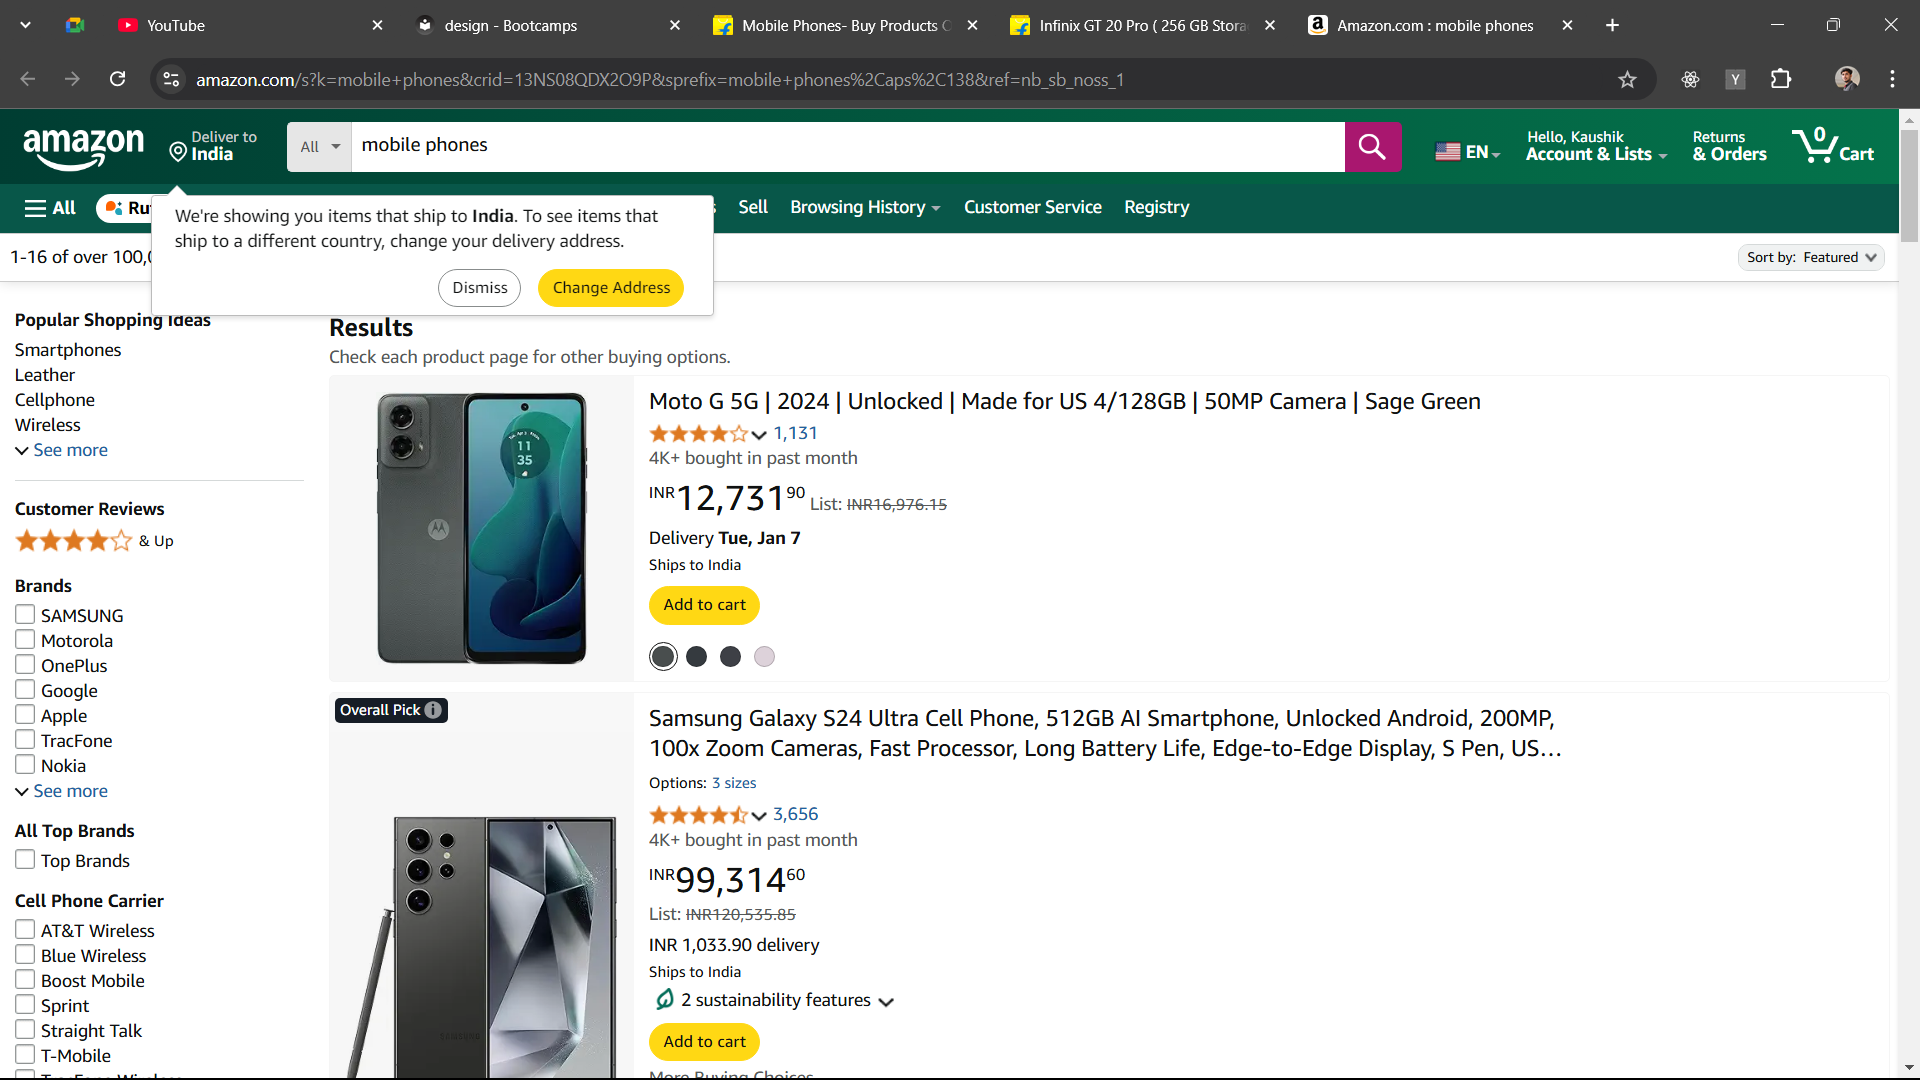 YouTube
design - Bootcamps
Mobile Phones- Buy Products O
Infinix GT 20 Pro ( 256 GB Stora
Amazon.com : mobile phones
amazon.com/s?k=mobile+phones&crid=13NS08QDX2O9P&sprefix=mobile+phones%2Caps%2C138&ref=nb_sb_noss_1
Y
amazon
Deliver to
India
All
mobile phones
EN
Hello, Kaushik
Account & Lists
Returns
& Orders
0
Cart
All
Ru
s
Sell
Browsing History
Customer Service
Registry
We're showing you items that ship to India. To see items that
ship to a different country, change your delivery address.
Dismiss
Change Address
1-16 of over 100,0
Sort by: Featured
Popular Shopping Ideas
Smartphones
Leather
Cellphone
Wireless
See more
Customer Reviews
& Up
Brands
SAMSUNG
Motorola
OnePlus
Google
Apple
TracFone
Nokia
See more
All Top Brands
Top Brands
Cell Phone Carrier
AT&T Wireless
Blue Wireless
Boost Mobile
Sprint
Straight Talk
T-Mobile
Results
Check each product page for other buying options.
11
35
Moto G 5G | 2024 | Unlocked | Made for US 4/128GB | 50MP Camera | Sage Green
1,131
4K+ bought in past month
INR12,73190 List: INR16,976.15
Delivery Tue, Jan 7
Ships to India
Add to cart
Overall Pick
Samsung Galaxy S24 Ultra Cell Phone, 512GB AI Smartphone, Unlocked Android, 200MP,
100x Zoom Cameras, Fast Processor, Long Battery Life, Edge-to-Edge Display, S Pen, US…
Options: 3 sizes
3,656
4K+ bought in past month
INR99,31460
List: INR120,535.85
INR 1,033.90 delivery
Ships to India
2 sustainability features
Add to cart
More Buying Choices
SAMSUNG